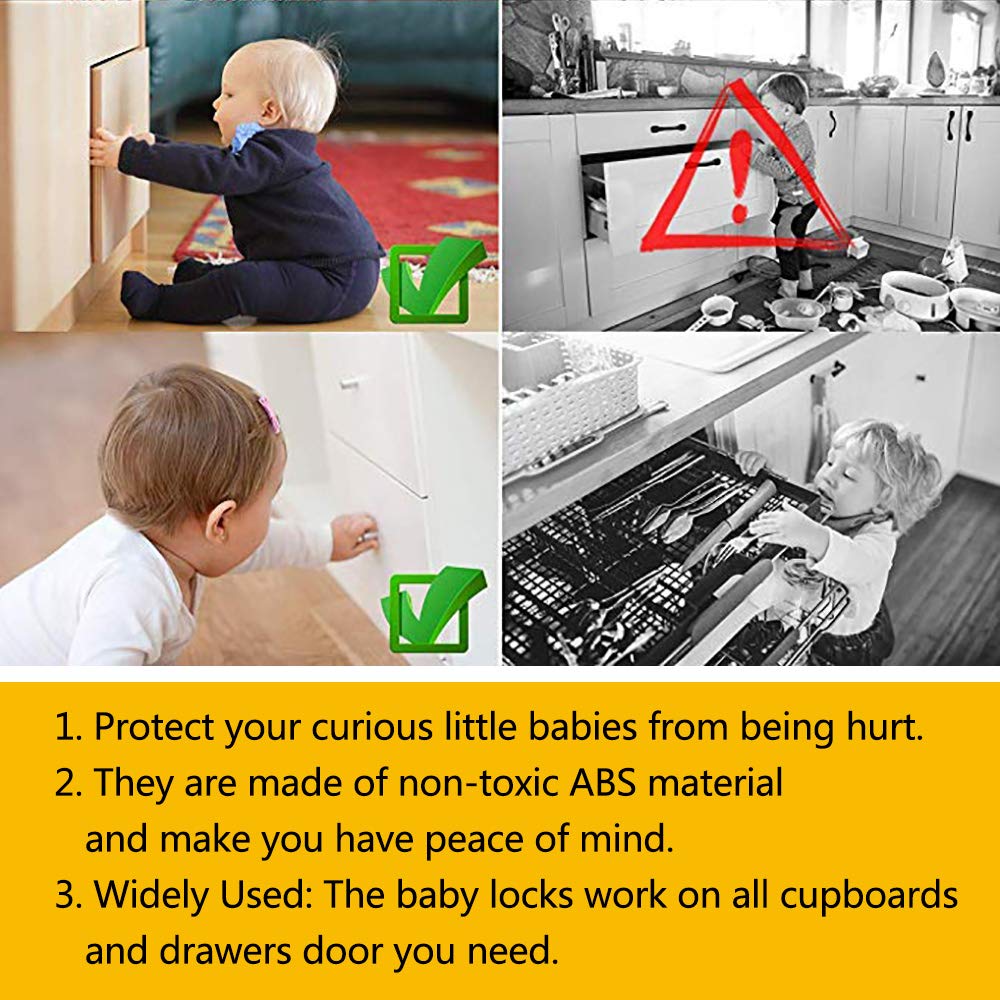 1. Protect your curious little babies from being hurt.
2. They are made of non-toxic ABS material
and make you have peace of mind.
3. Widely Used: The baby locks work on all cupboards
and drawers door you need.